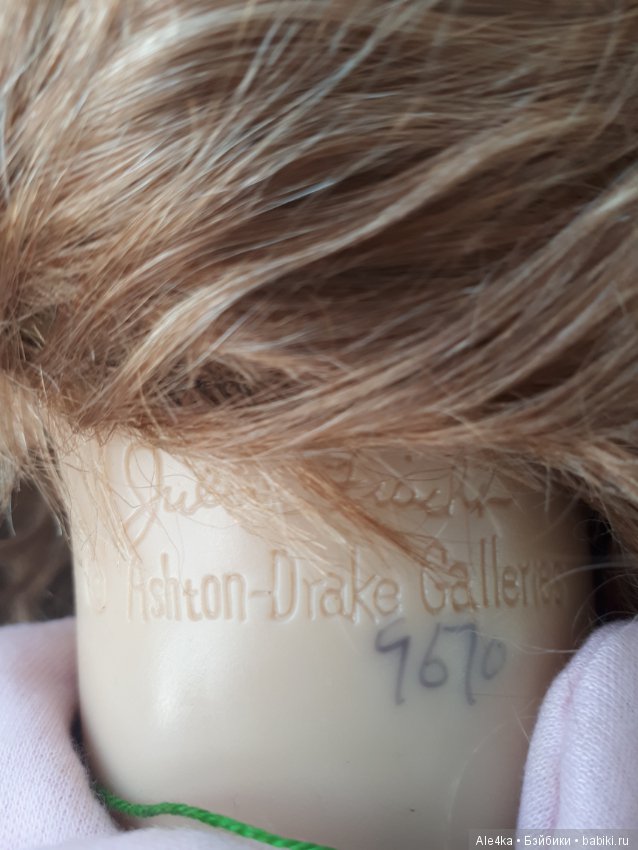 Ashton-Drake Galleries
9670
Ale4ka • Бэйбики • babiki.ru